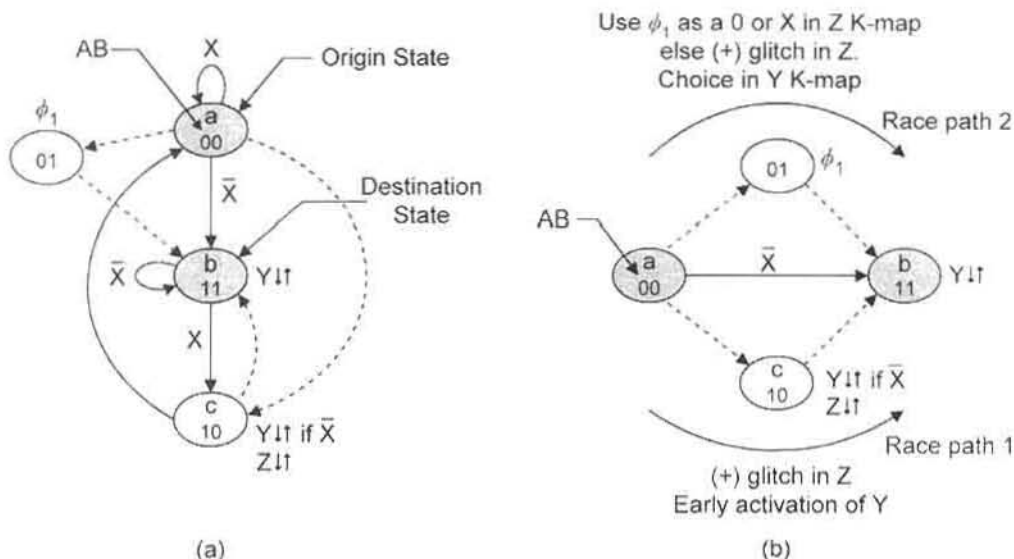 AB
X
Origin State
ϕ₁
a
00
01
X̄
Destination
State
X̄
b
11
Y↓↑
X
c
10
Y↓↑ if X̄
Z↓↑
(a)
Use ϕ₁ as a 0 or X in Z K-map
else (+) glitch in Z.
Choice in Y K-map
Race path 2
01
ϕ₁
AB
a
00
X̄
b
11
Y↓↑
c
10
Y↓↑ if X̄
Z↓↑
Race path 1
(+) glitch in Z
Early activation of Y
(b)